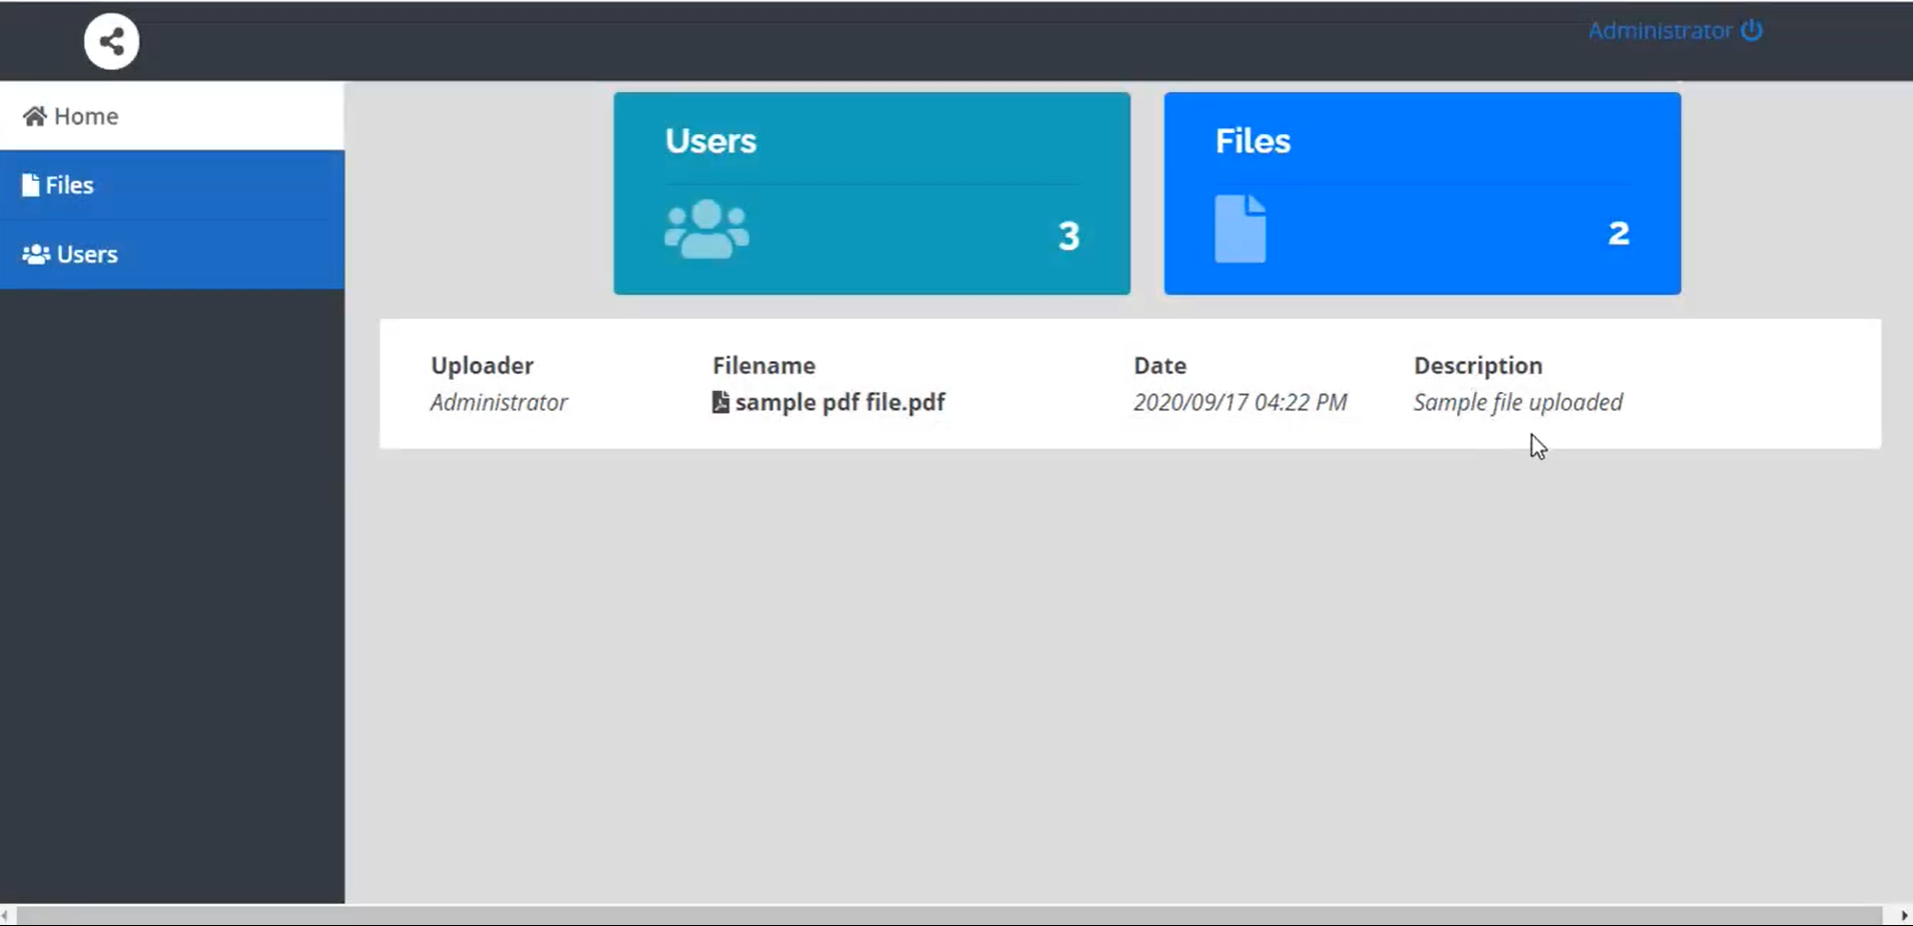 Administrator
Home
Files
Users
Users
3
Files
2
Uploader Filename Date Description
Administrator sample pdf file.pdf 2020/09/17 04:22 PM Sample file uploaded